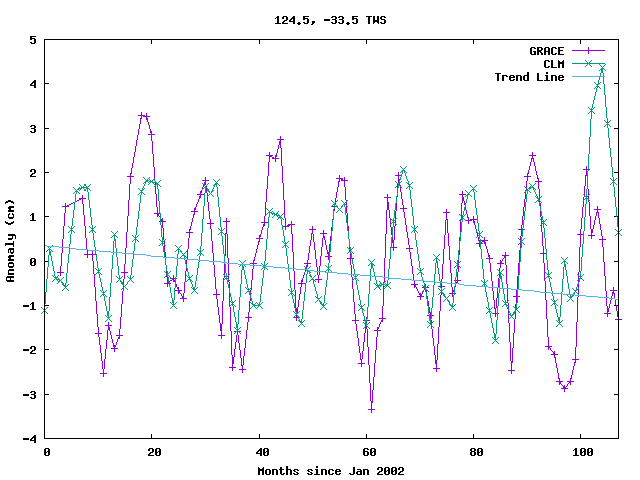 124.5, -33.5 TWS
GRACE
CLM
Trend Line
5
4
3
2
1
0
-1
-2
-3
-4
Anomaly (cm)
0 20 40 60 80 100
Months since Jan 2002